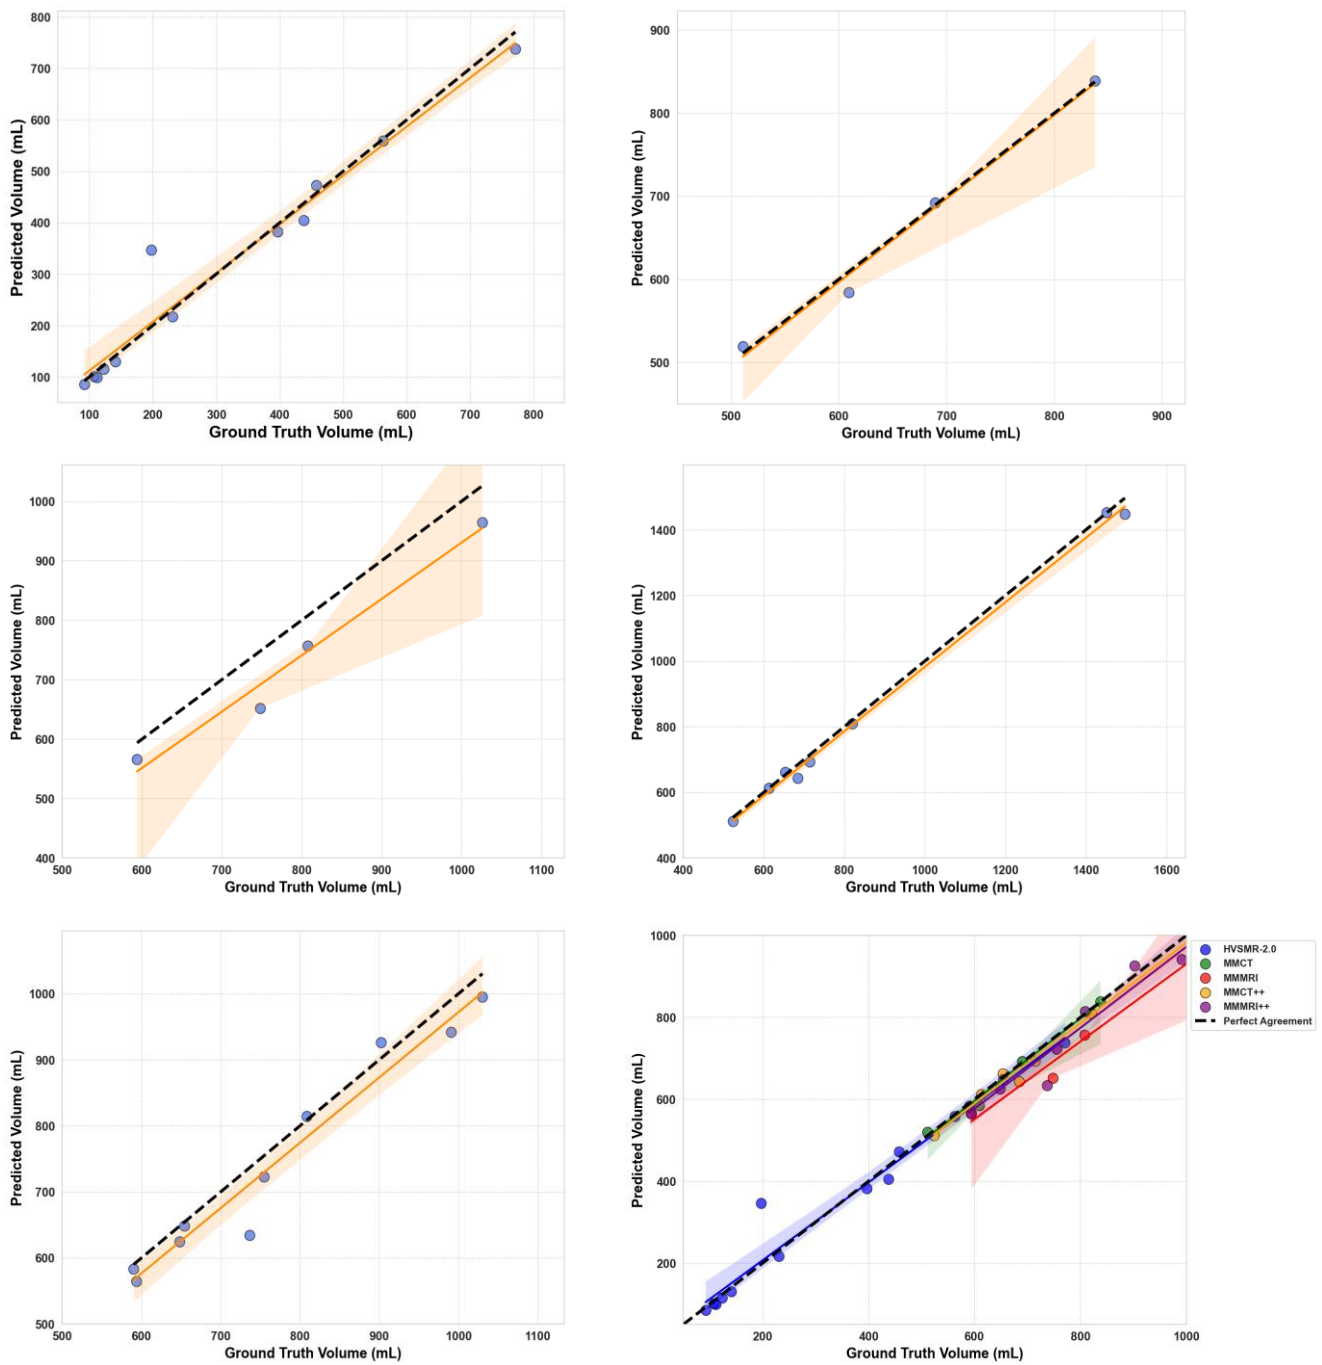 800
700
600
500
400
300
200
100
Predicted Volume (mL)
100 200 300 400 500 600 700 800
Ground Truth Volume (mL)
900
800
700
600
500
Predicted Volume (mL)
500 600 700 800 900
Ground Truth Volume (mL)
1000
900
800
700
600
500
400
Predicted Volume (mL)
500 600 700 800 900 1000 1100
Ground Truth Volume (mL)
1400
1200
1000
800
600
400
Predicted Volume (mL)
400 600 800 1000 1200 1400 1600
Ground Truth Volume (mL)
1000
900
800
700
600
500
Predicted Volume (mL)
500 600 700 800 900 1000 1100
Ground Truth Volume (mL)
1000
800
600
400
200
Predicted Volume (mL)
200 400 600 800 1000
Ground Truth Volume (mL)
HVSMR-2.0
MMCT
MMMRI
MMCT++
MMMRI++
Perfect Agreement